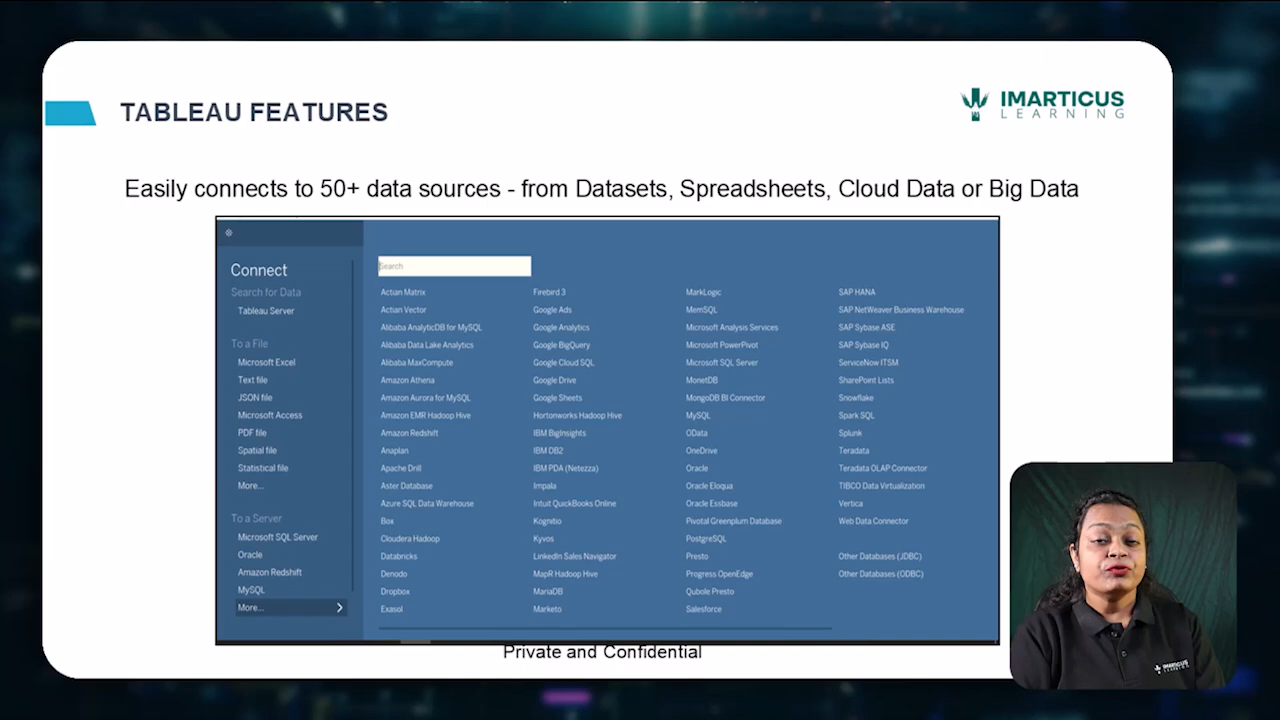 TABLEAU FEATURES
IMARTICUS
LEARNING
Easily connects to 50+ data sources - from Datasets, Spreadsheets, Cloud Data or Big Data
Connect
Search for Data
Tableau Server
To a File
Microsoft Excel
Text file
JSON file
Microsoft Access
PDF file
Spatial file
Statistical file
More...
To a Server
Microsoft SQL Server
Oracle
Amazon Redshift
MySQL
More...
Search
Actian Matrix
Actian Vector
Alibaba AnalyticDB for MySQL
Alibaba Data Lake Analytics
Alibaba MaxCompute
Amazon Athena
Amazon Aurora for MySQL
Amazon EMR Hadoop Hive
Amazon Redshift
Anaplan
Apache Drill
Aster Database
Azure SQL Data Warehouse
Box
Cloudera Hadoop
Databricks
Denodo
Dropbox
Exasol
Firebird 3
Google Ads
Google Analytics
Google BigQuery
Google Cloud SQL
Google Drive
Google Sheets
Hortonworks Hadoop Hive
IBM BigInsights
IBM DB2
IBM PDA (Netezza)
Impala
Intuit QuickBooks Online
Kognitio
Kyvos
LinkedIn Sales Navigator
MapR Hadoop Hive
MariaDB
Marketo
MarkLogic
MemSQL
Microsoft Analysis Services
Microsoft PowerPivot
Microsoft SQL Server
MonetDB
MongoDB BI Connector
MySQL
OData
OneDrive
Oracle
Oracle Eloqua
Oracle Essbase
Pivotal Greenplum Database
PostgreSQL
Presto
Progress OpenEdge
Qubole Presto
Salesforce
SAP HANA
SAP NetWeaver Business Warehouse
SAP Sybase ASE
SAP Sybase IQ
ServiceNow ITSM
SharePoint Lists
Snowflake
Spark SQL
Splunk
Teradata
Teradata OLAP Connector
TIBCO Data Virtualization
Vertica
Web Data Connector
Other Databases (JDBC)
Other Databases (ODBC)
Private and Confidential
IMARTICUS
LEARNING